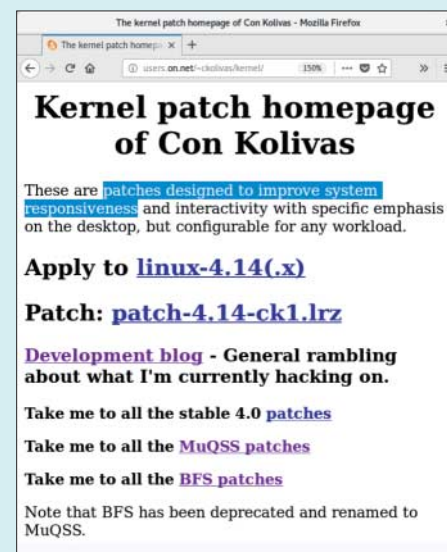 The kernel patch homepage of Con Kolivas - Mozilla Firefox
The kernel patch homep
users.on.net/~ckolivas/kernel/ 150%
Kernel patch homepage
of Con Kolivas
These are patches designed to improve system
responsiveness and interactivity with specific emphasis
on the desktop, but configurable for any workload.
Apply to linux-4.14(.x)
Patch: patch-4.14-ck1.lrz
Development blog - General rambling
about what I'm currently hacking on.
Take me to all the stable 4.0 patches
Take me to all the MuQSS patches
Take me to all the BFS patches
Note that BFS has been deprecated and renamed to
MuQSS.